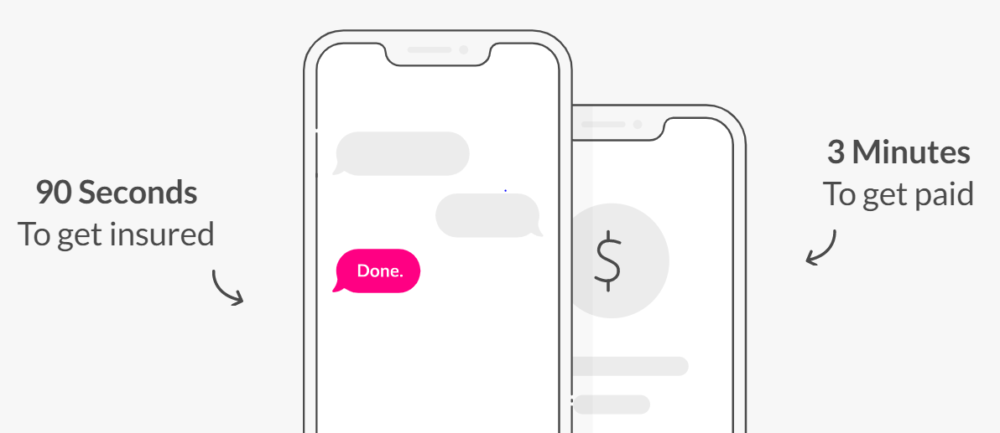 90 Seconds
To get insured
Done.
$
3 Minutes
To get paid